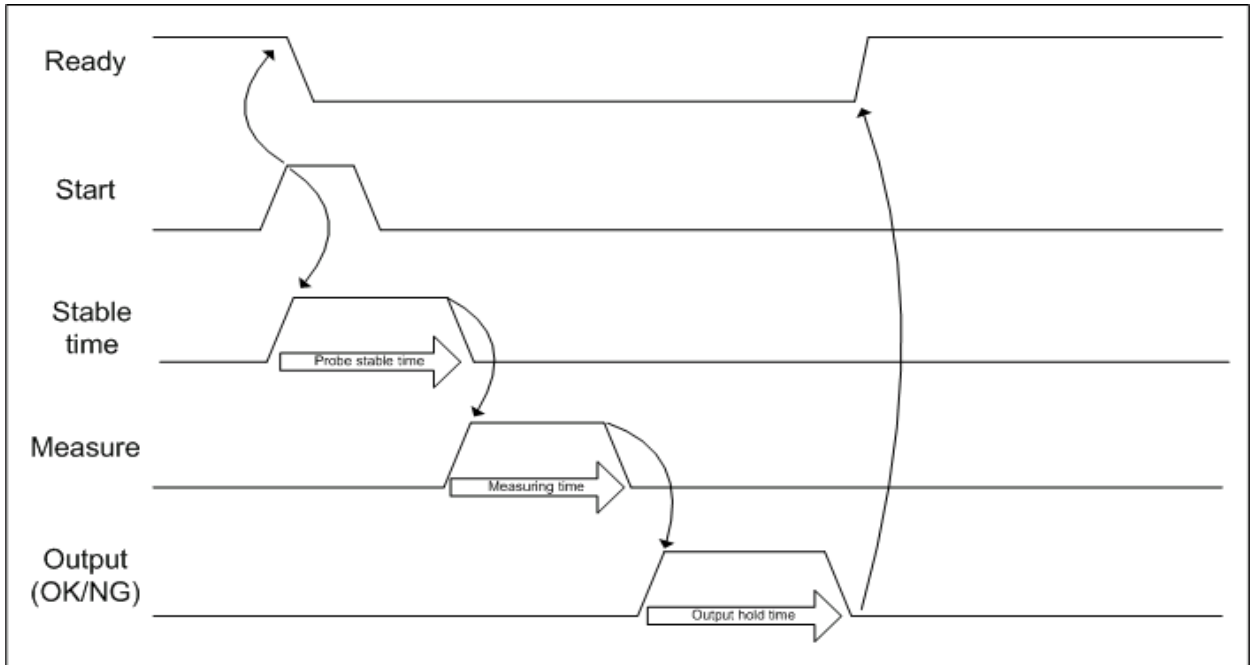 Ready
Start
Stable
time
Probe stable time
Measure
Measuring time
Output
(OK/NG)
Output hold time